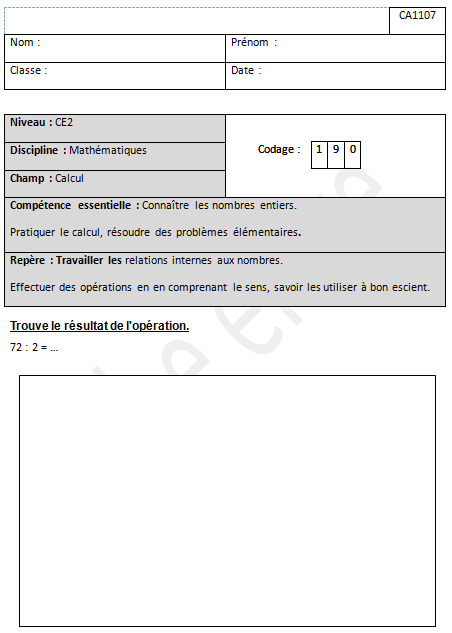 CA1107
Nom :
Prénom :
Classe :
Date :
Niveau : CE2
Discipline : Mathématiques
Codage : 1 9 0
Champ : Calcul
Compétence essentielle : Connaître les nombres entiers.
Pratiquer le calcul, résoudre des problèmes élémentaires.
Repère : Travailler les relations internes aux nombres.
Effectuer des opérations en en comprenant le sens, savoir les utiliser à bon escient.
Trouve le résultat de l'opération.
72 : 2 = ...